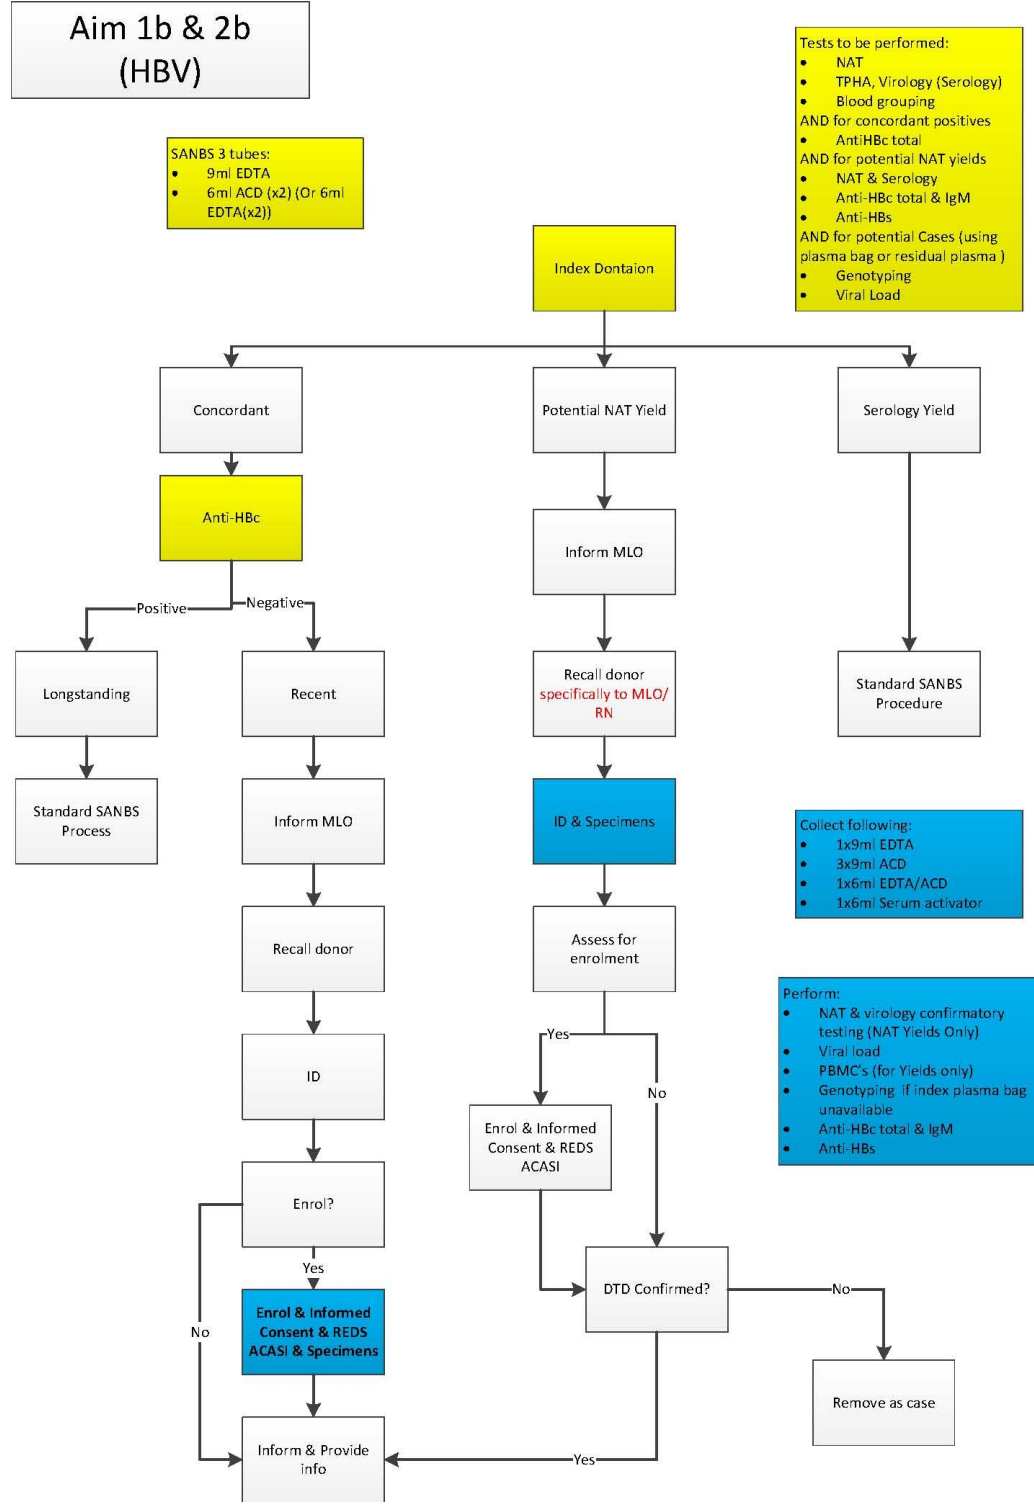 Aim 1b & 2b
(HBV)
Tests to be performed:
• NAT
• TPHA, Virology (Serology)
• Blood grouping
AND for concordant positives
• AntiHBc total
AND for potential NAT yields
• NAT & Serology
• Anti-HBc total & IgM
• Anti-HBs
AND for potential Cases (using
plasma bag or residual plasma )
• Genotyping
• Viral Load
SANBS 3 tubes:
• 9ml EDTA
• 6ml ACD (x2) (Or 6ml
EDTA(x2))
Index Dontaion
Concordant
Potential NAT Yield
Serology Yield
Anti-HBc
Inform MLO
Positive
Negative
Longstanding
Recent
Recall donor
specifically to MLO/
RN
Standard SANBS
Procedure
Standard SANBS
Process
Inform MLO
ID & Specimens
Collect following:
• 1x9ml EDTA
• 3x9ml ACD
• 1x6ml EDTA/ACD
• 1x6ml Serum activator
Recall donor
Assess for
enrolment
Perform:
• NAT & virology confirmatory
testing (NAT Yields Only)
• Viral load
• PBMC's (for Yields only)
• Genotyping if index plasma bag
unavailable
• Anti-HBc total & IgM
• Anti-HBs
ID
Yes
No
Enrol & Informed
Consent & REDS
ACASI
Enrol?
Yes
No
DTD Confirmed?
No
Enrol & Informed
Consent & REDS
ACASI & Specimens
Remove as case
Inform & Provide
info
Yes